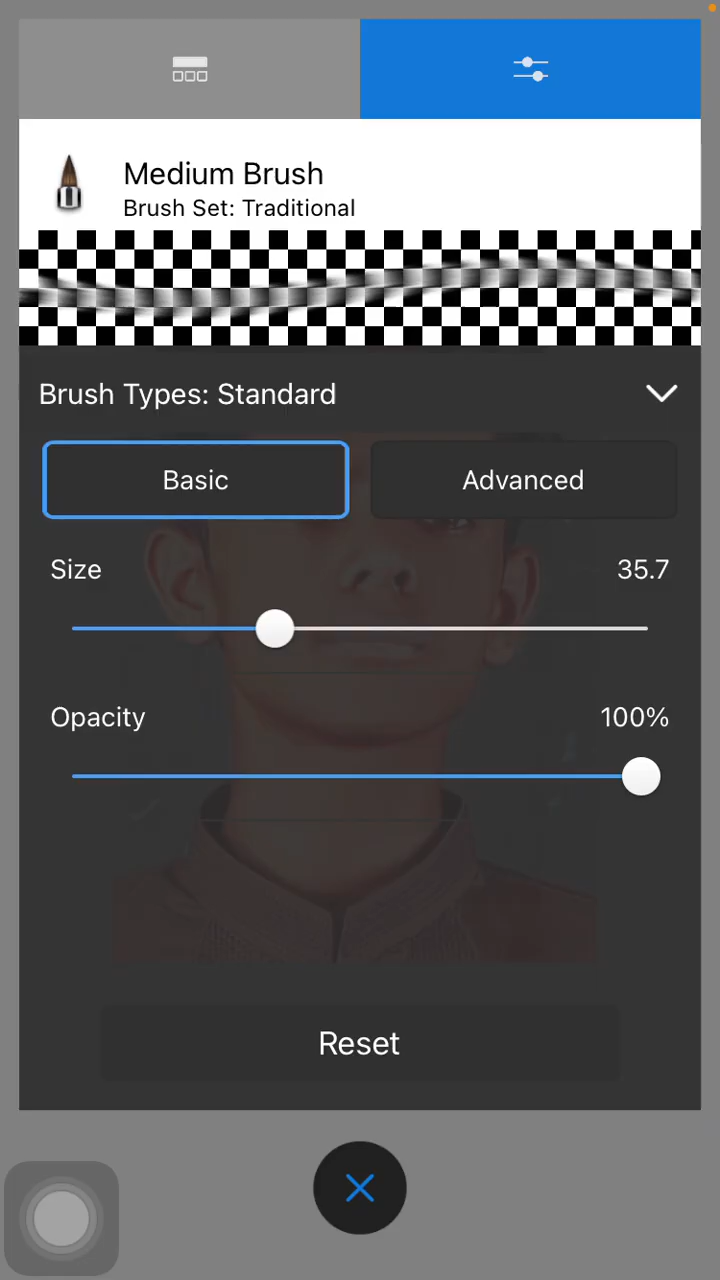 Medium Brush
Brush Set: Traditional
Brush Types: Standard
Basic Advanced
Size 35.7
Opacity 100%
Reset